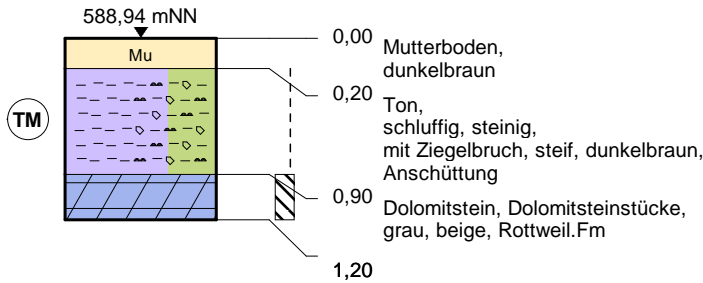 588,94 mNN
0,00
Mutterboden,
dunkelbraun
Mu
0,20
Ton,
schluffig, steinig,
mit Ziegelbruch, steif, dunkelbraun,
Anschüttung
TM
0,90
Dolomitstein, Dolomitsteinstücke,
grau, beige, Rottweil.Fm
1,20